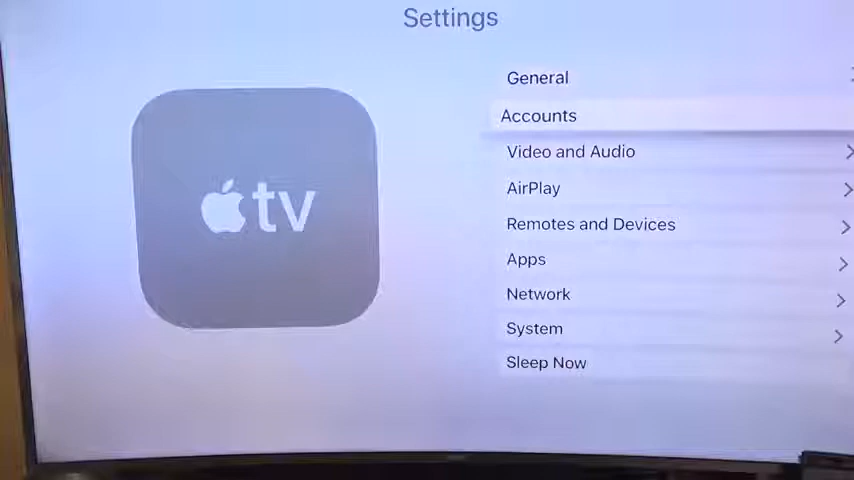 Settings
tv
General
Accounts
Video and Audio
AirPlay
Remotes and Devices
Apps
Network
System
Sleep Now